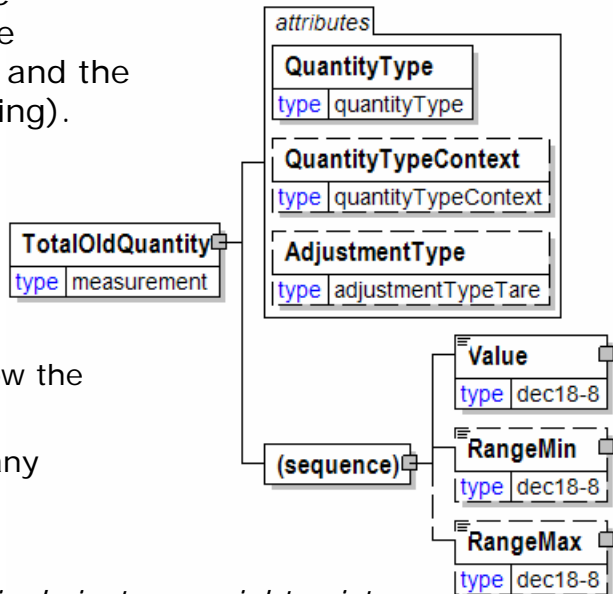 and the
ing).
attributes
QuantityType
type quantityType
QuantityTypeContext
type quantityTypeContext
AdjustmentType
type adjustmentTypeTare
TotalOldQuantity
type measurement
w the
any
(sequence)
Value
type dec18-8
RangeMin
type dec18-8
RangeMax
type dec18-8